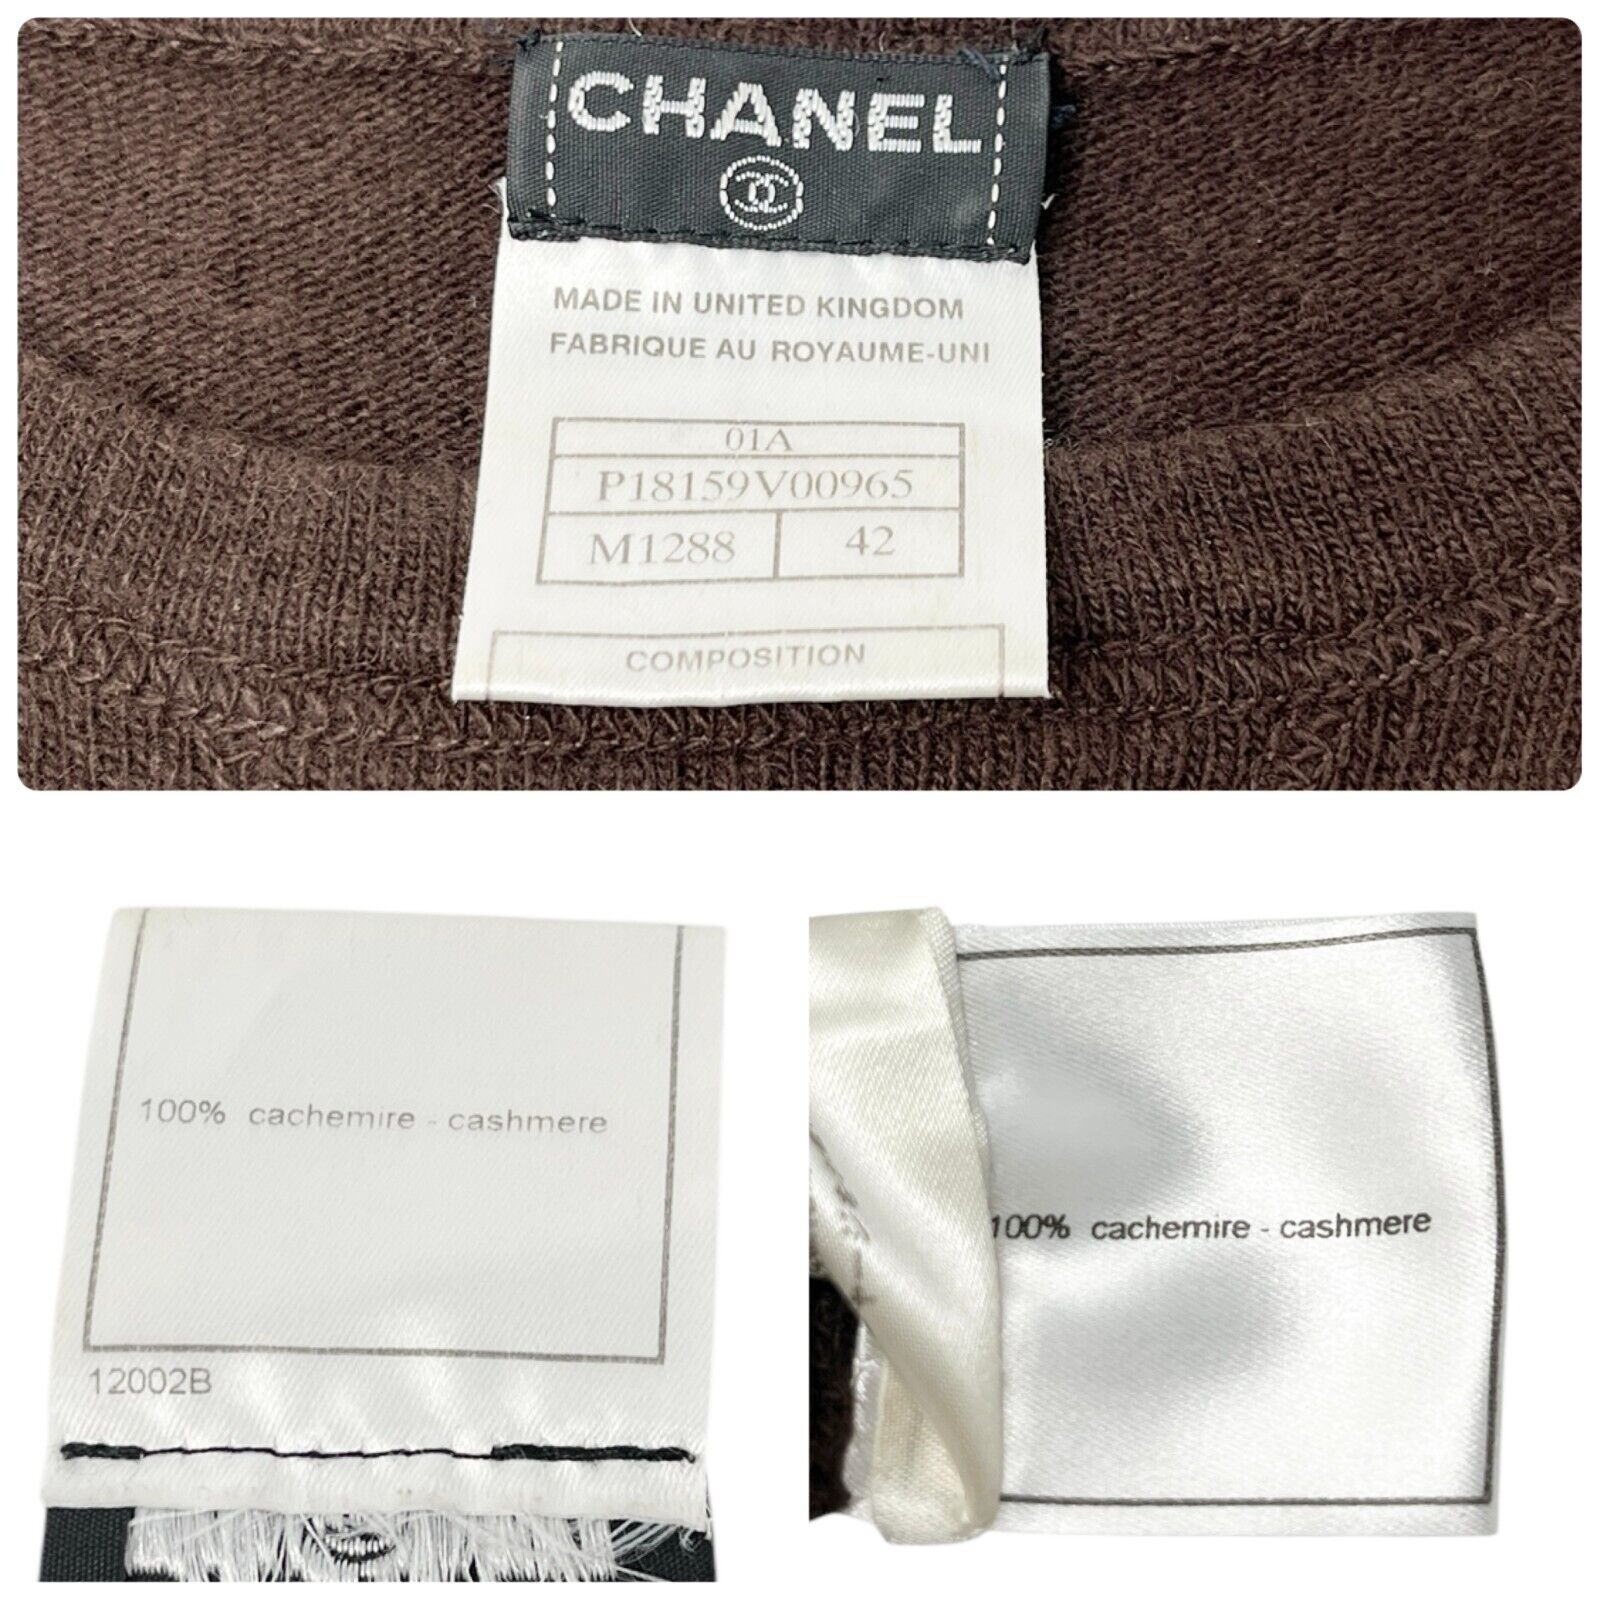 CHANEL
MADE IN UNITED KINGDOM
FABRIQUE AU ROYAUME-UNI
01A
P18159V00965
M1288 42
COMPOSITION
100% cachemire - cashmere
12002B
100% cachemire - cashmere